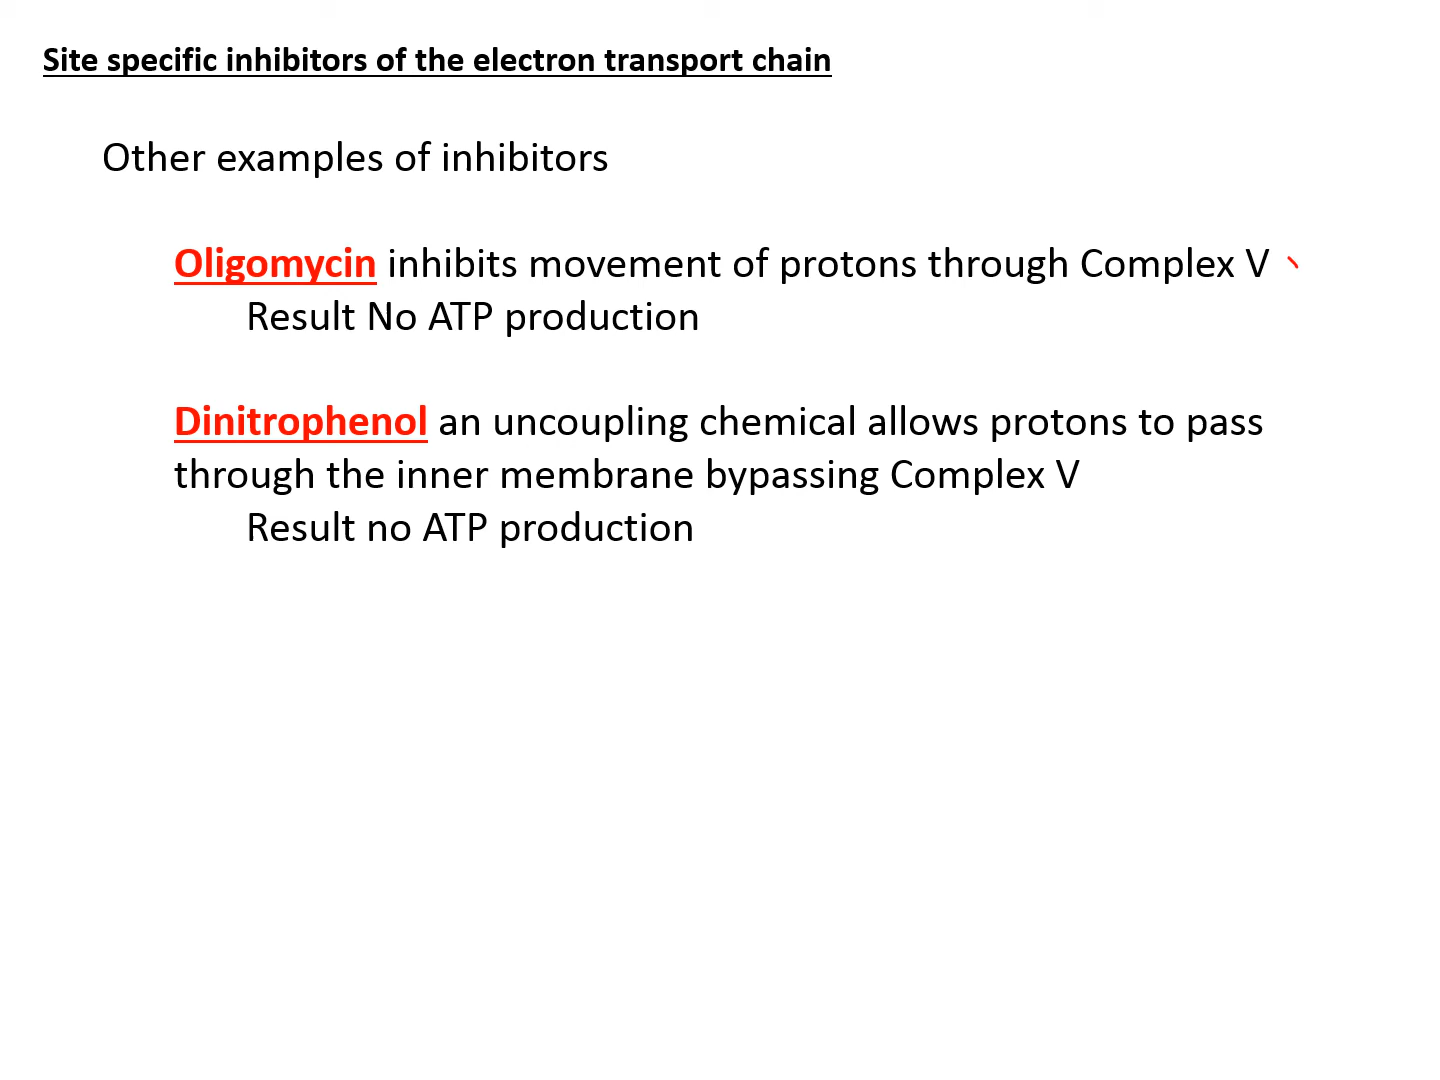 Site specific inhibitors of the electron transport chain
Other examples of inhibitors
Oligomycin inhibits movement of protons through Complex V
Result No ATP production
Dinitrophenol an uncoupling chemical allows protons to pass
through the inner membrane bypassing Complex V
Result no ATP production